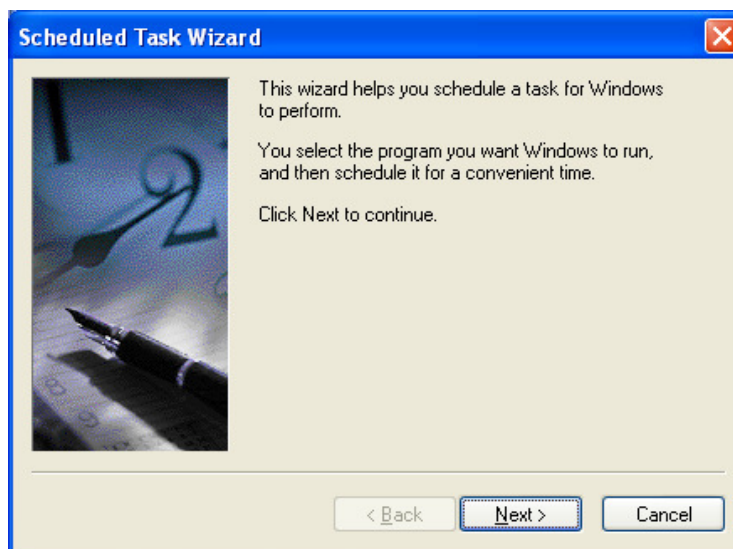 Scheduled Task Wizard
This wizard helps you schedule a task for Windows
to perform.
You select the program you want Windows to run,
and then schedule it for a convenient time.
Click Next to continue.
2
< Back
Next >
Cancel